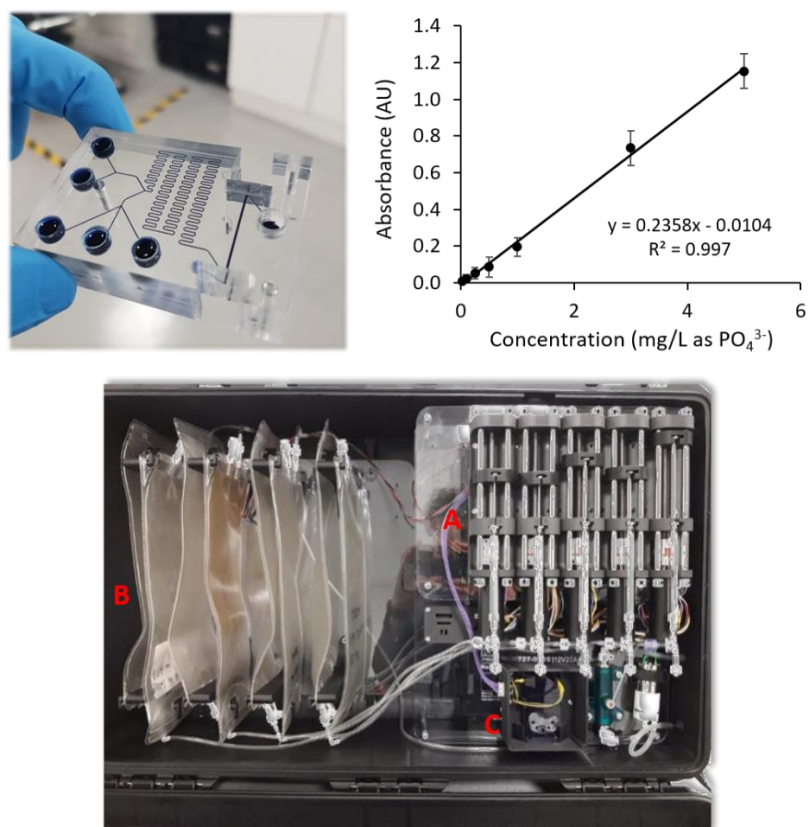 1.4
1.2
1.0
0.8
0.6
0.4
0.2
0.0
Absorbance (AU)
y = 0.2358x - 0.0104
R² = 0.997
0 2 4 6
Concentration (mg/L as PO₄³⁻)
A
B
C